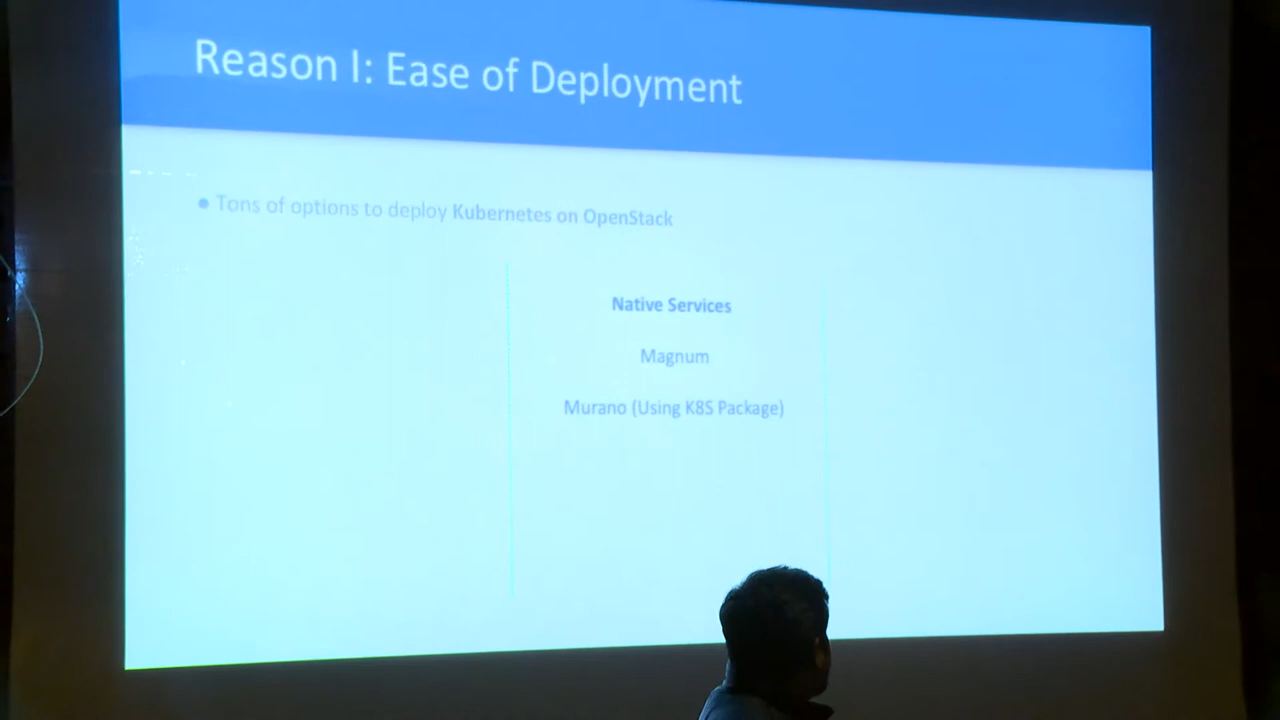 Reason I: Ease of Deployment
● Tons of options to deploy Kubernetes on OpenStack
Native Services
Magnum
Murano (Using K8S Package)